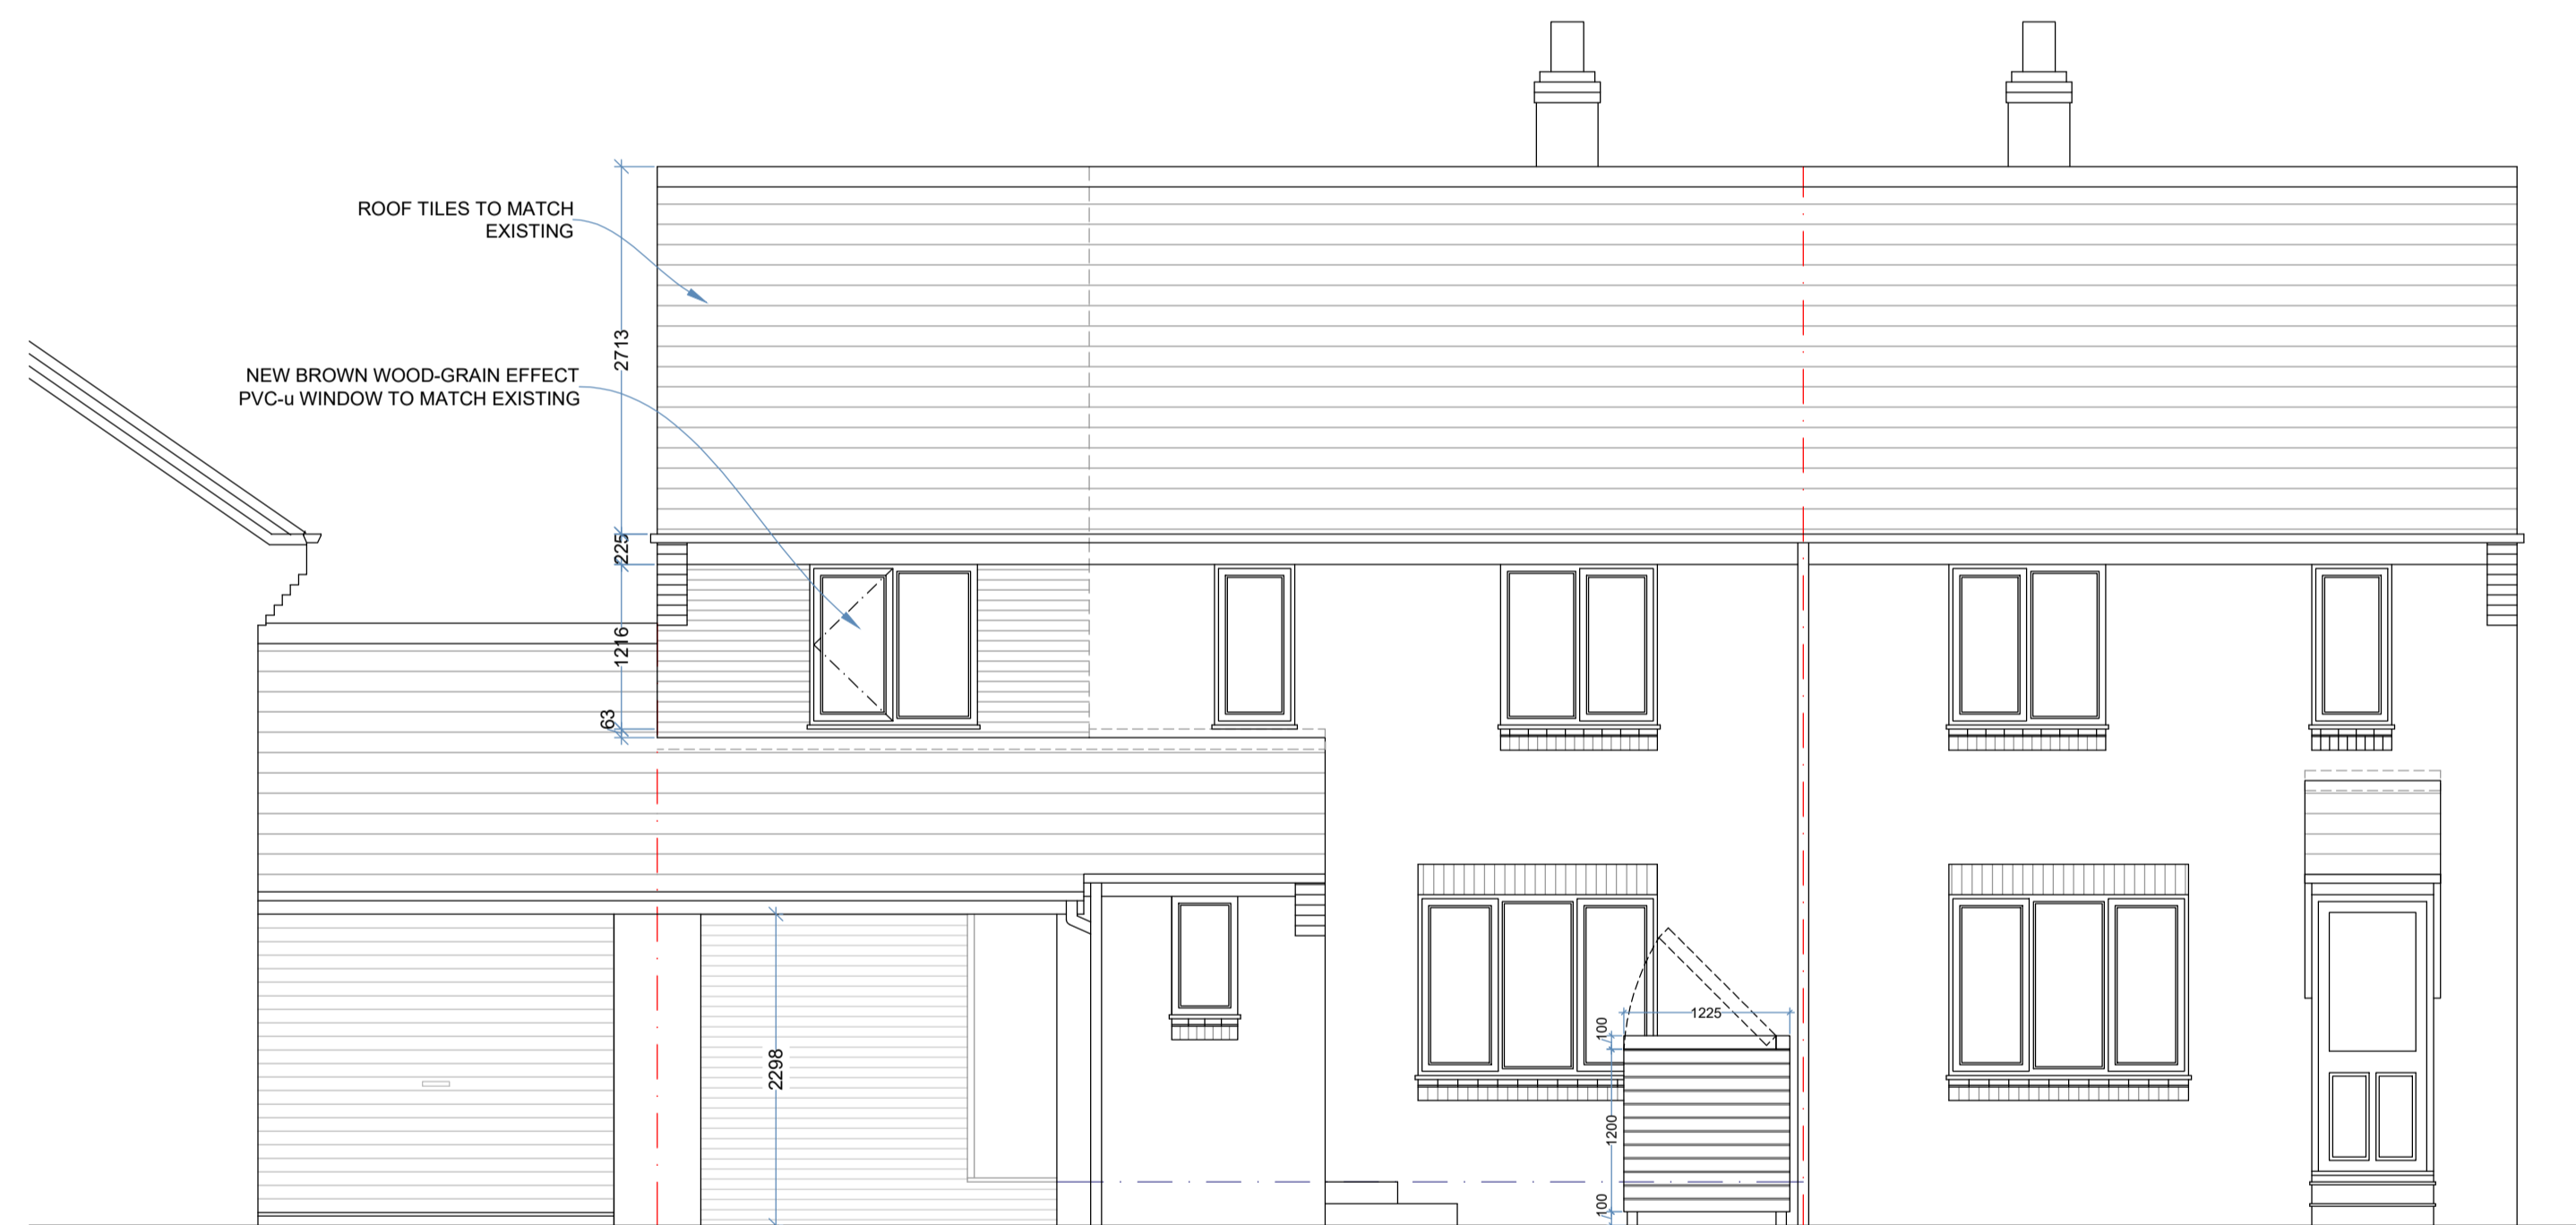 ROOF TILES TO MATCH
EXISTING
2713
NEW BROWN WOOD-GRAIN EFFECT
PVC-u WINDOW TO MATCH EXISTING
225
1216
63
2298
1225
100
1200
100